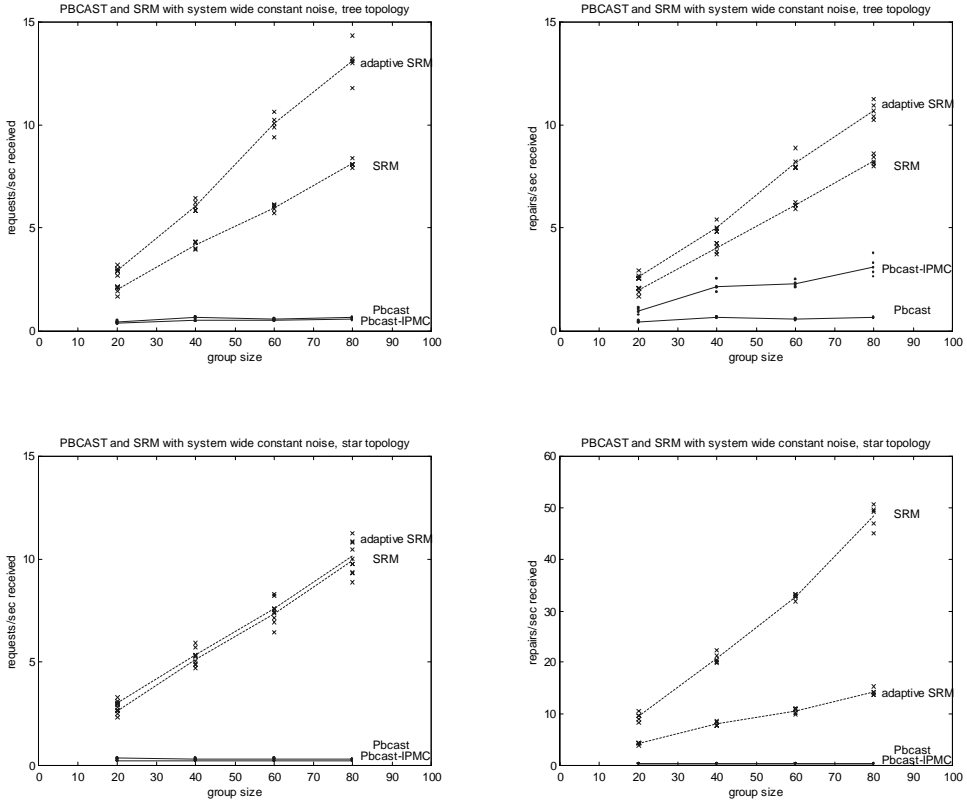 PBCAST and SRM with system wide constant noise, tree topology
15
10
5
0
requests/sec received
adaptive SRM
SRM
Pbcast
Pbcast-IPMC
0 10 20 30 40 50 60 70 80 90 100
group size
PBCAST and SRM with system wide constant noise, tree topology
15
10
5
0
repairs/sec received
adaptive SRM
SRM
Pbcast-IPMC
Pbcast
0 10 20 30 40 50 60 70 80 90 100
group size
PBCAST and SRM with system wide constant noise, star topology
15
10
5
0
requests/sec received
adaptive SRM
SRM
Pbcast
Pbcast-IPMC
0 10 20 30 40 50 60 70 80 90 100
group size
PBCAST and SRM with system wide constant noise, star topology
60
50
40
30
20
10
0
repairs/sec received
SRM
adaptive SRM
Pbcast
Pbcast-IPMC
0 10 20 30 40 50 60 70 80 90 100
group size